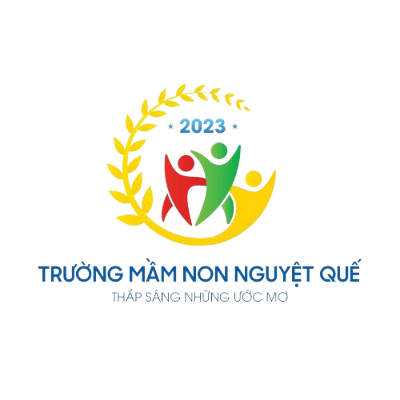 2023
TRƯỜNG MẦM NON NGUYỆT QUẾ
THẮP SÁNG NHỮNG ƯỚC MƠ